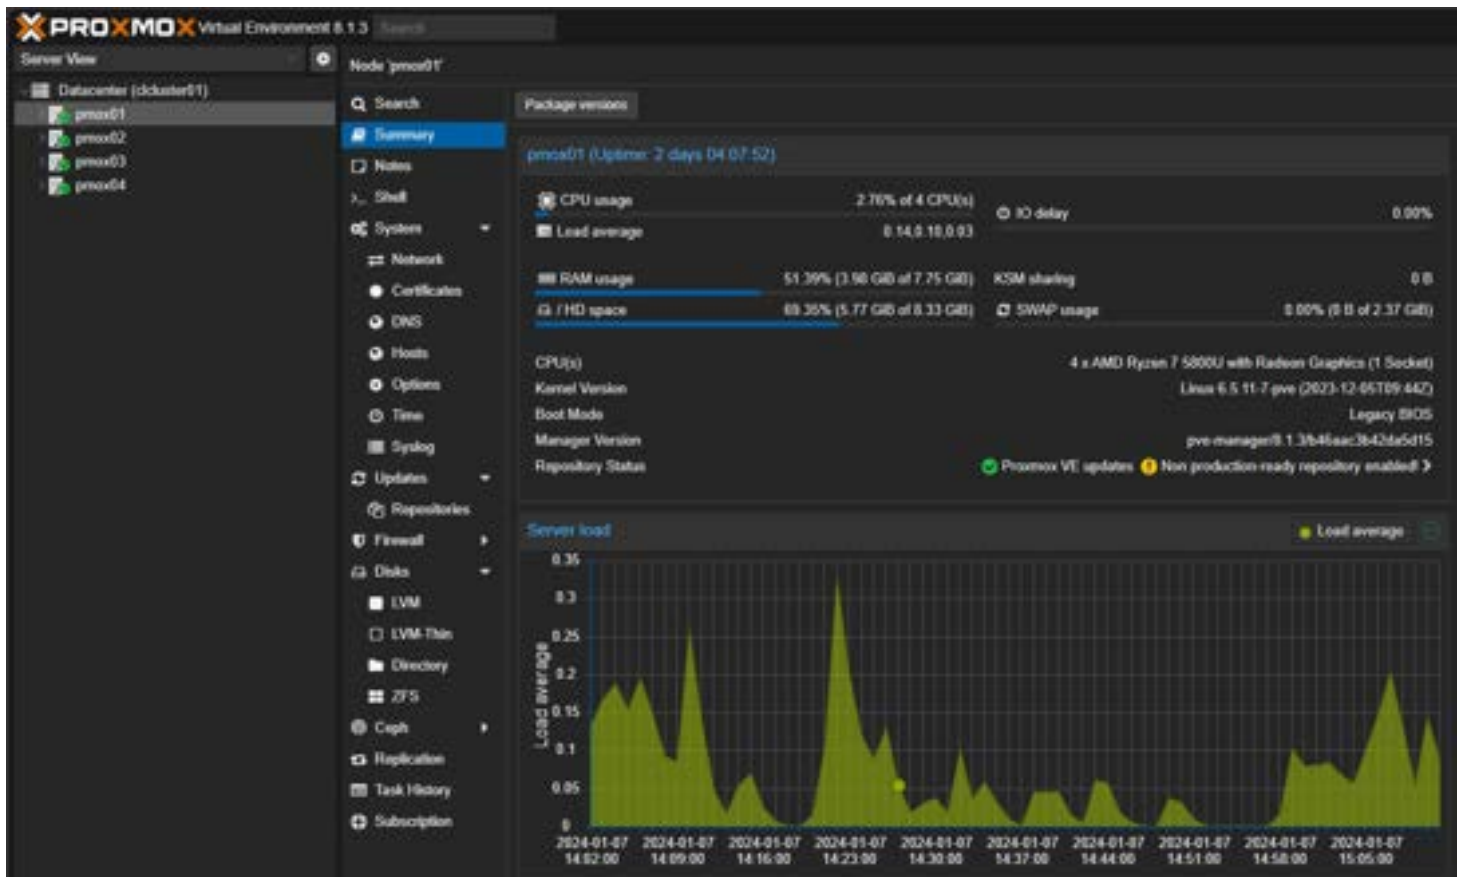 PROXMOX Virtual Environment 8.1.3 Search
Server View
Datacenter (clcluster01)
pmox01
pmox02
pmox03
pmox04
Node 'pmox01'
Search
Summary
Notes
Shell
System
Network
Certificates
DNS
Hosts
Options
Time
Syslog
Updates
Repositories
Firewall
Disks
LVM
LVM-Thin
Directory
ZFS
Ceph
Replication
Task History
Subscription
Package versions
pmox01 (Uptime: 2 days 04:07:52)
CPU usage 2.76% of 4 CPU(s)
IO delay 0.00%
Load average 0.14,0.10,0.03
RAM usage 51.39% (3.98 GiB of 7.75 GiB)
KSM sharing 0 B
/ HD space (5.77 GiB of 8.33 GiB)
SWAP usage 0.00% (0 B of 2.37 GiB)
CPU(s) 4 x AMD Ryzen 7 5800U with Radeon Graphics (1 Socket)
Kernel Version Linux 6.5.11-7-pve (2023-12-05T09:44Z)
Boot Mode Legacy BIOS
Manager Version pve-manager/8.1.3/b46aac3b42da5d15
Repository Status Proxmox VE updates Non production-ready repository enabled!
Server load
Load average
Load average
0.35
0.3
0.25
0.2
0.15
0.1
0.05
0
2024-01-07 2024-01-07 2024-01-07 2024-01-07 2024-01-07 2024-01-07 2024-01-07 2024-01-07 2024-01-07 2024-01-07
14:02:00 14:09:00 14:16:00 14:23:00 14:30:00 14:37:00 14:44:00 14:51:00 14:58:00 15:05:00